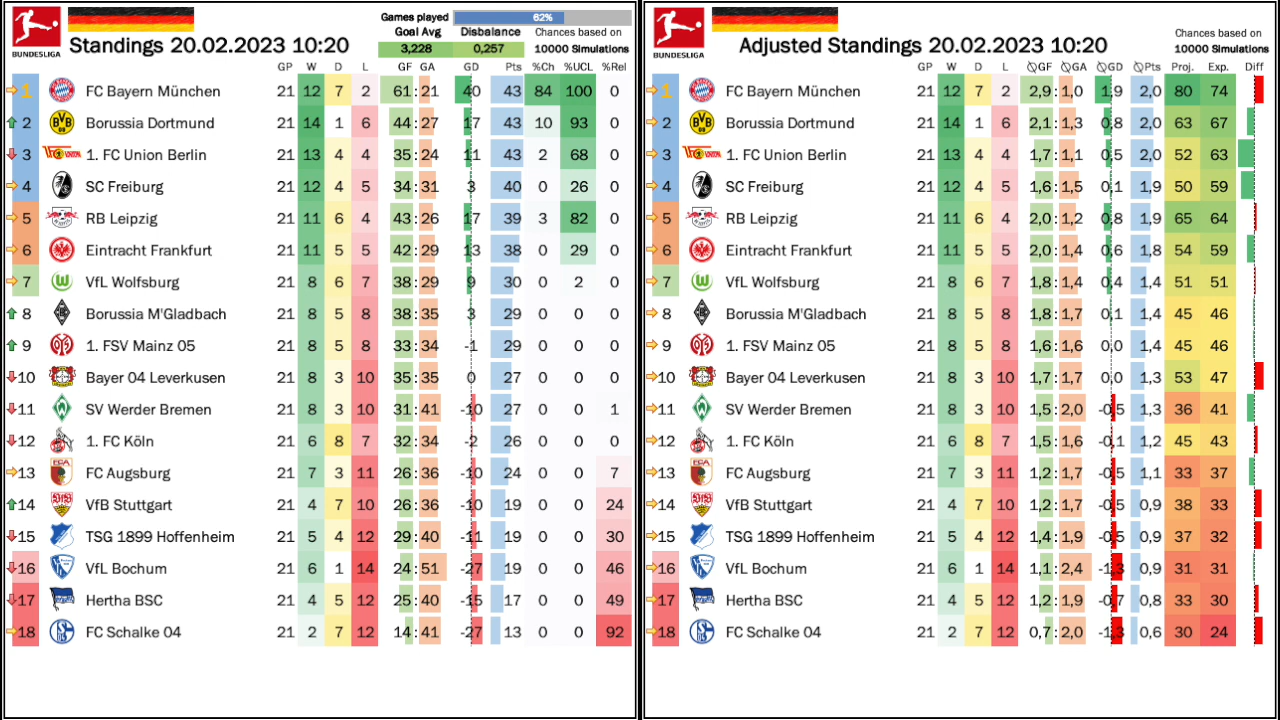 BUNDESLIGA
Standings 20.02.2023 10:20
Games played 62%
Goal Avg Disbalance
3,228 0,257
Chances based on
10000 Simulations
GP W D L GF GA GD Pts %Ch %UCL %Rel
1 FC Bayern München 21 12 7 2 61:21 40 43 84 100 0
2 Borussia Dortmund 21 14 1 6 44:27 17 43 10 93 0
3 1. FC Union Berlin 21 13 4 4 35:24 11 43 2 68 0
4 SC Freiburg 21 12 4 5 34:31 3 40 0 26 0
5 RB Leipzig 21 11 6 4 43:26 17 39 3 82 0
6 Eintracht Frankfurt 21 11 5 5 42:29 13 38 0 29 0
7 VfL Wolfsburg 21 8 6 7 38:29 9 30 0 2 0
8 Borussia M'Gladbach 21 8 5 8 38:35 3 29 0 0 0
9 1. FSV Mainz 05 21 8 5 8 33:34 -1 29 0 0 0
10 Bayer 04 Leverkusen 21 8 3 10 35:35 0 27 0 0 0
11 SV Werder Bremen 21 8 3 10 31:41 -10 27 0 0 1
12 1. FC Köln 21 6 8 7 32:34 -2 26 0 0 0
13 FC Augsburg 21 7 3 11 26:36 -10 24 0 0 7
14 VfB Stuttgart 21 4 7 10 26:36 -10 19 0 0 24
15 TSG 1899 Hoffenheim 21 5 4 12 29:40 -11 19 0 0 30
16 VfL Bochum 21 6 1 14 24:51 -27 19 0 0 46
17 Hertha BSC 21 4 5 12 25:40 -15 17 0 0 49
18 FC Schalke 04 21 2 7 12 14:41 -27 13 0 0 92
BUNDESLIGA
Adjusted Standings 20.02.2023 10:20
Chances based on
10000 Simulations
GP W D L ∅GF ∅GA ∅GD ∅Pts Proj. Exp. Diff
1 FC Bayern München 21 12 7 2 2,9:1,0 1,9 2,0 80 74
2 Borussia Dortmund 21 14 1 6 2,1:1,3 0,8 2,0 63 67
3 1. FC Union Berlin 21 13 4 4 1,7:1,1 0,5 2,0 52 63
4 SC Freiburg 21 12 4 5 1,6:1,5 0,1 1,9 50 59
5 RB Leipzig 21 11 6 4 2,0:1,2 0,8 1,9 65 64
6 Eintracht Frankfurt 21 11 5 5 2,0:1,4 0,6 1,8 54 59
7 VfL Wolfsburg 21 8 6 7 1,8:1,4 0,4 1,4 51 51
8 Borussia M'Gladbach 21 8 5 8 1,8:1,7 0,1 1,4 45 46
9 1. FSV Mainz 05 21 8 5 8 1,6:1,6 0,0 1,4 45 46
10 Bayer 04 Leverkusen 21 8 3 10 1,7:1,7 0,0 1,3 53 47
11 SV Werder Bremen 21 8 3 10 1,5:2,0 -0,5 1,3 36 41
12 1. FC Köln 21 6 8 7 1,5:1,6 -0,1 1,2 45 43
13 FC Augsburg 21 7 3 11 1,2:1,7 -0,5 1,1 33 37
14 VfB Stuttgart 21 4 7 10 1,2:1,7 -0,5 0,9 38 33
15 TSG 1899 Hoffenheim 21 5 4 12 1,4:1,9 -0,5 0,9 37 32
16 VfL Bochum 21 6 1 14 1,1:2,4 -1,3 0,9 31 31
17 Hertha BSC 21 4 5 12 1,2:1,9 -0,7 0,8 33 30
18 FC Schalke 04 21 2 7 12 0,7:2,0 -1,3 0,6 30 24